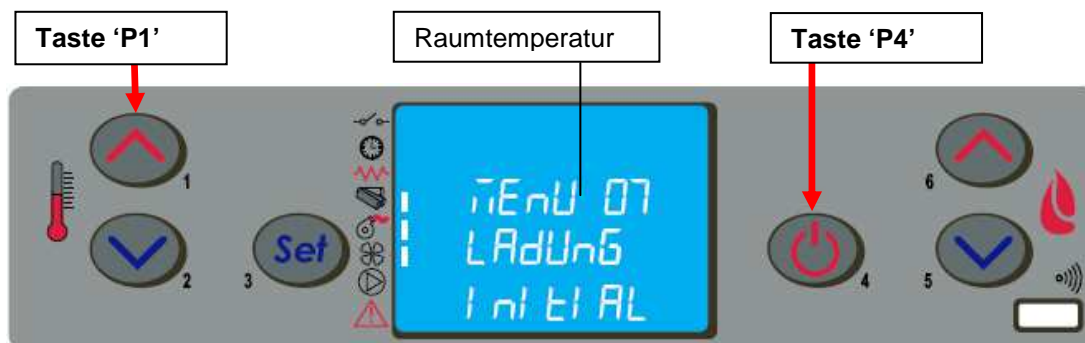 Taste ‘P1’
Raumtemperatur
Taste ‘P4’
1
2
Set
3
MEnU 07
LAdUnG
InItIAL
4
6
5